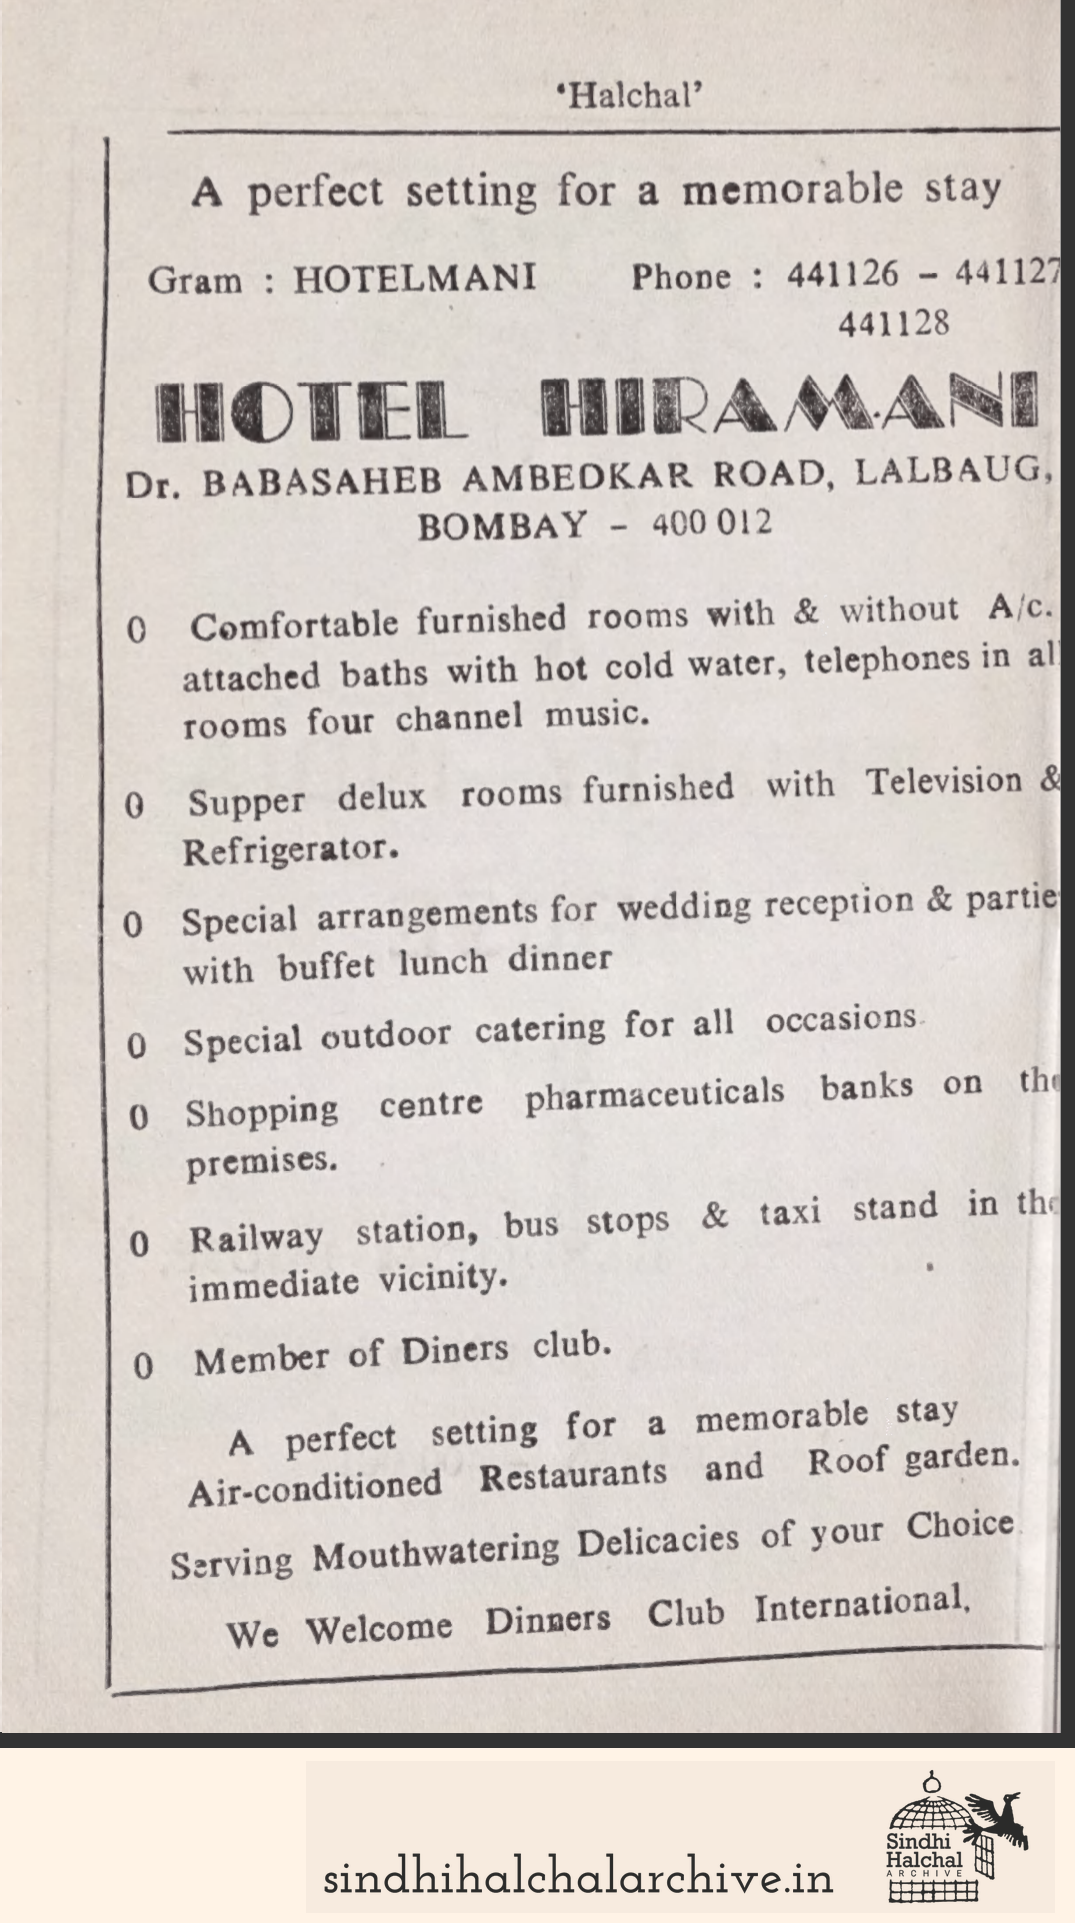 ‘Halchal’
A perfect setting for a memorable stay
Gram : HOTELMANI Phone : 441126 – 441127
441128
HOTEL HIRAMANI
Dr. BABASAHEB AMBEDKAR ROAD, LALBAUG,
BOMBAY – 400 012
0 Comfortable furnished rooms with & without A/c.
attached baths with hot cold water, telephones in al
rooms four channel music.
0 Supper delux rooms furnished with Television &
Refrigerator.
0 Special arrangements for wedding reception & partie
with buffet lunch dinner
0 Special outdoor catering for all occasions.
0 Shopping centre pharmaceuticals banks on the
premises.
0 Railway station, bus stops & taxi stand in the
immediate vicinity.
0 Member of Diners club.
A perfect setting for a memorable stay
Air-conditioned Restaurants and Roof garden.
Serving Mouthwatering Delicacies of your Choice
We Welcome Dinners Club International,
sindhihalchalarchive.in
Sindhi
Halchal
ARCHIVE